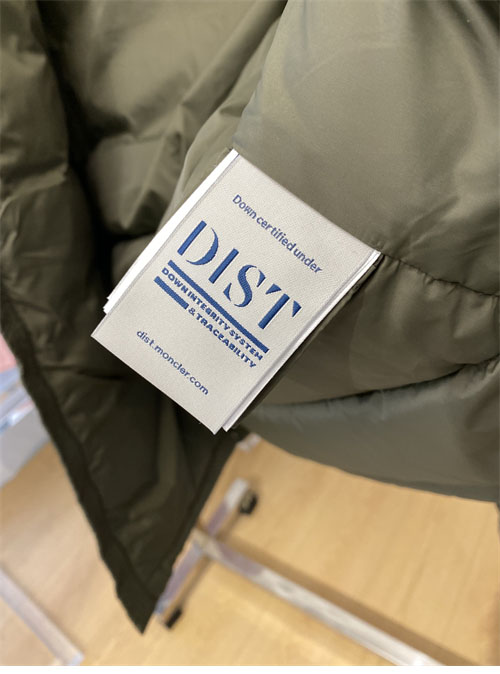 Down certified under
DIST
DOWN INTEGRITY SYSTEM
& TRACEABILITY
dist.moncler.com